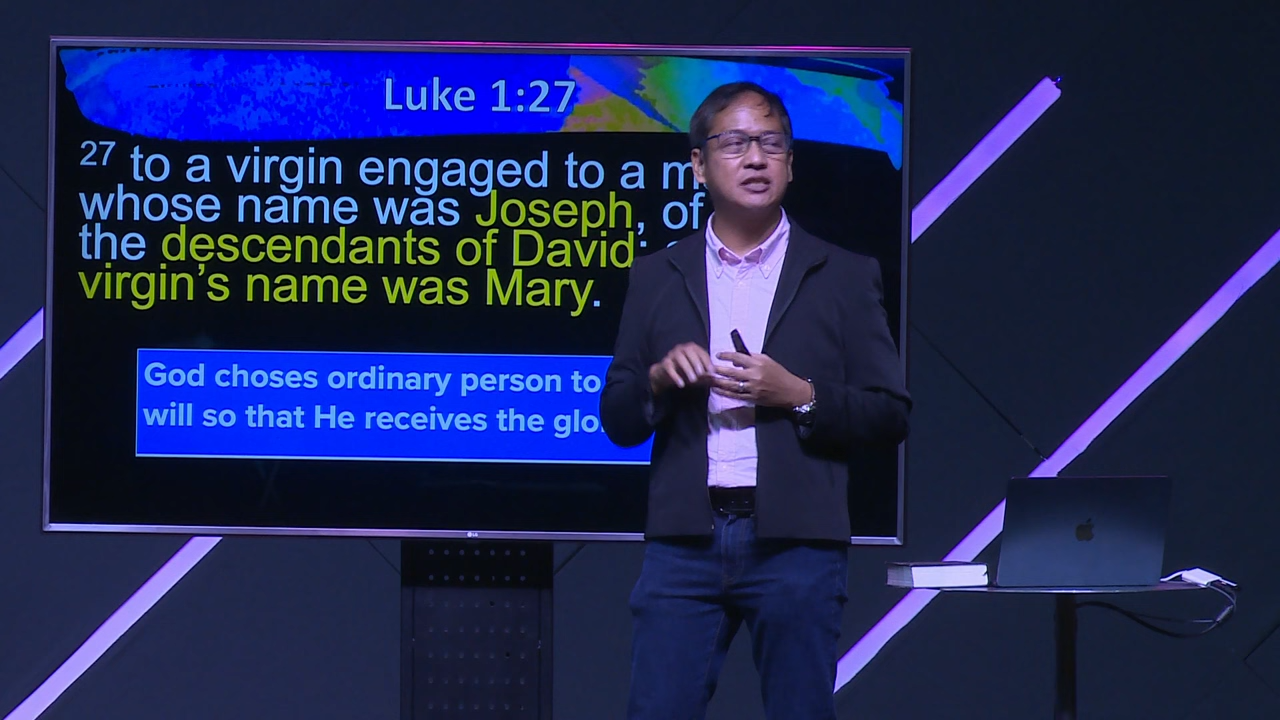 Luke 1:27
27 to a virgin engaged to a
whose name was Joseph, of
the descendants of David;
virgin's name was Mary.
God choses ordinary person to
will so that He receives the
LG